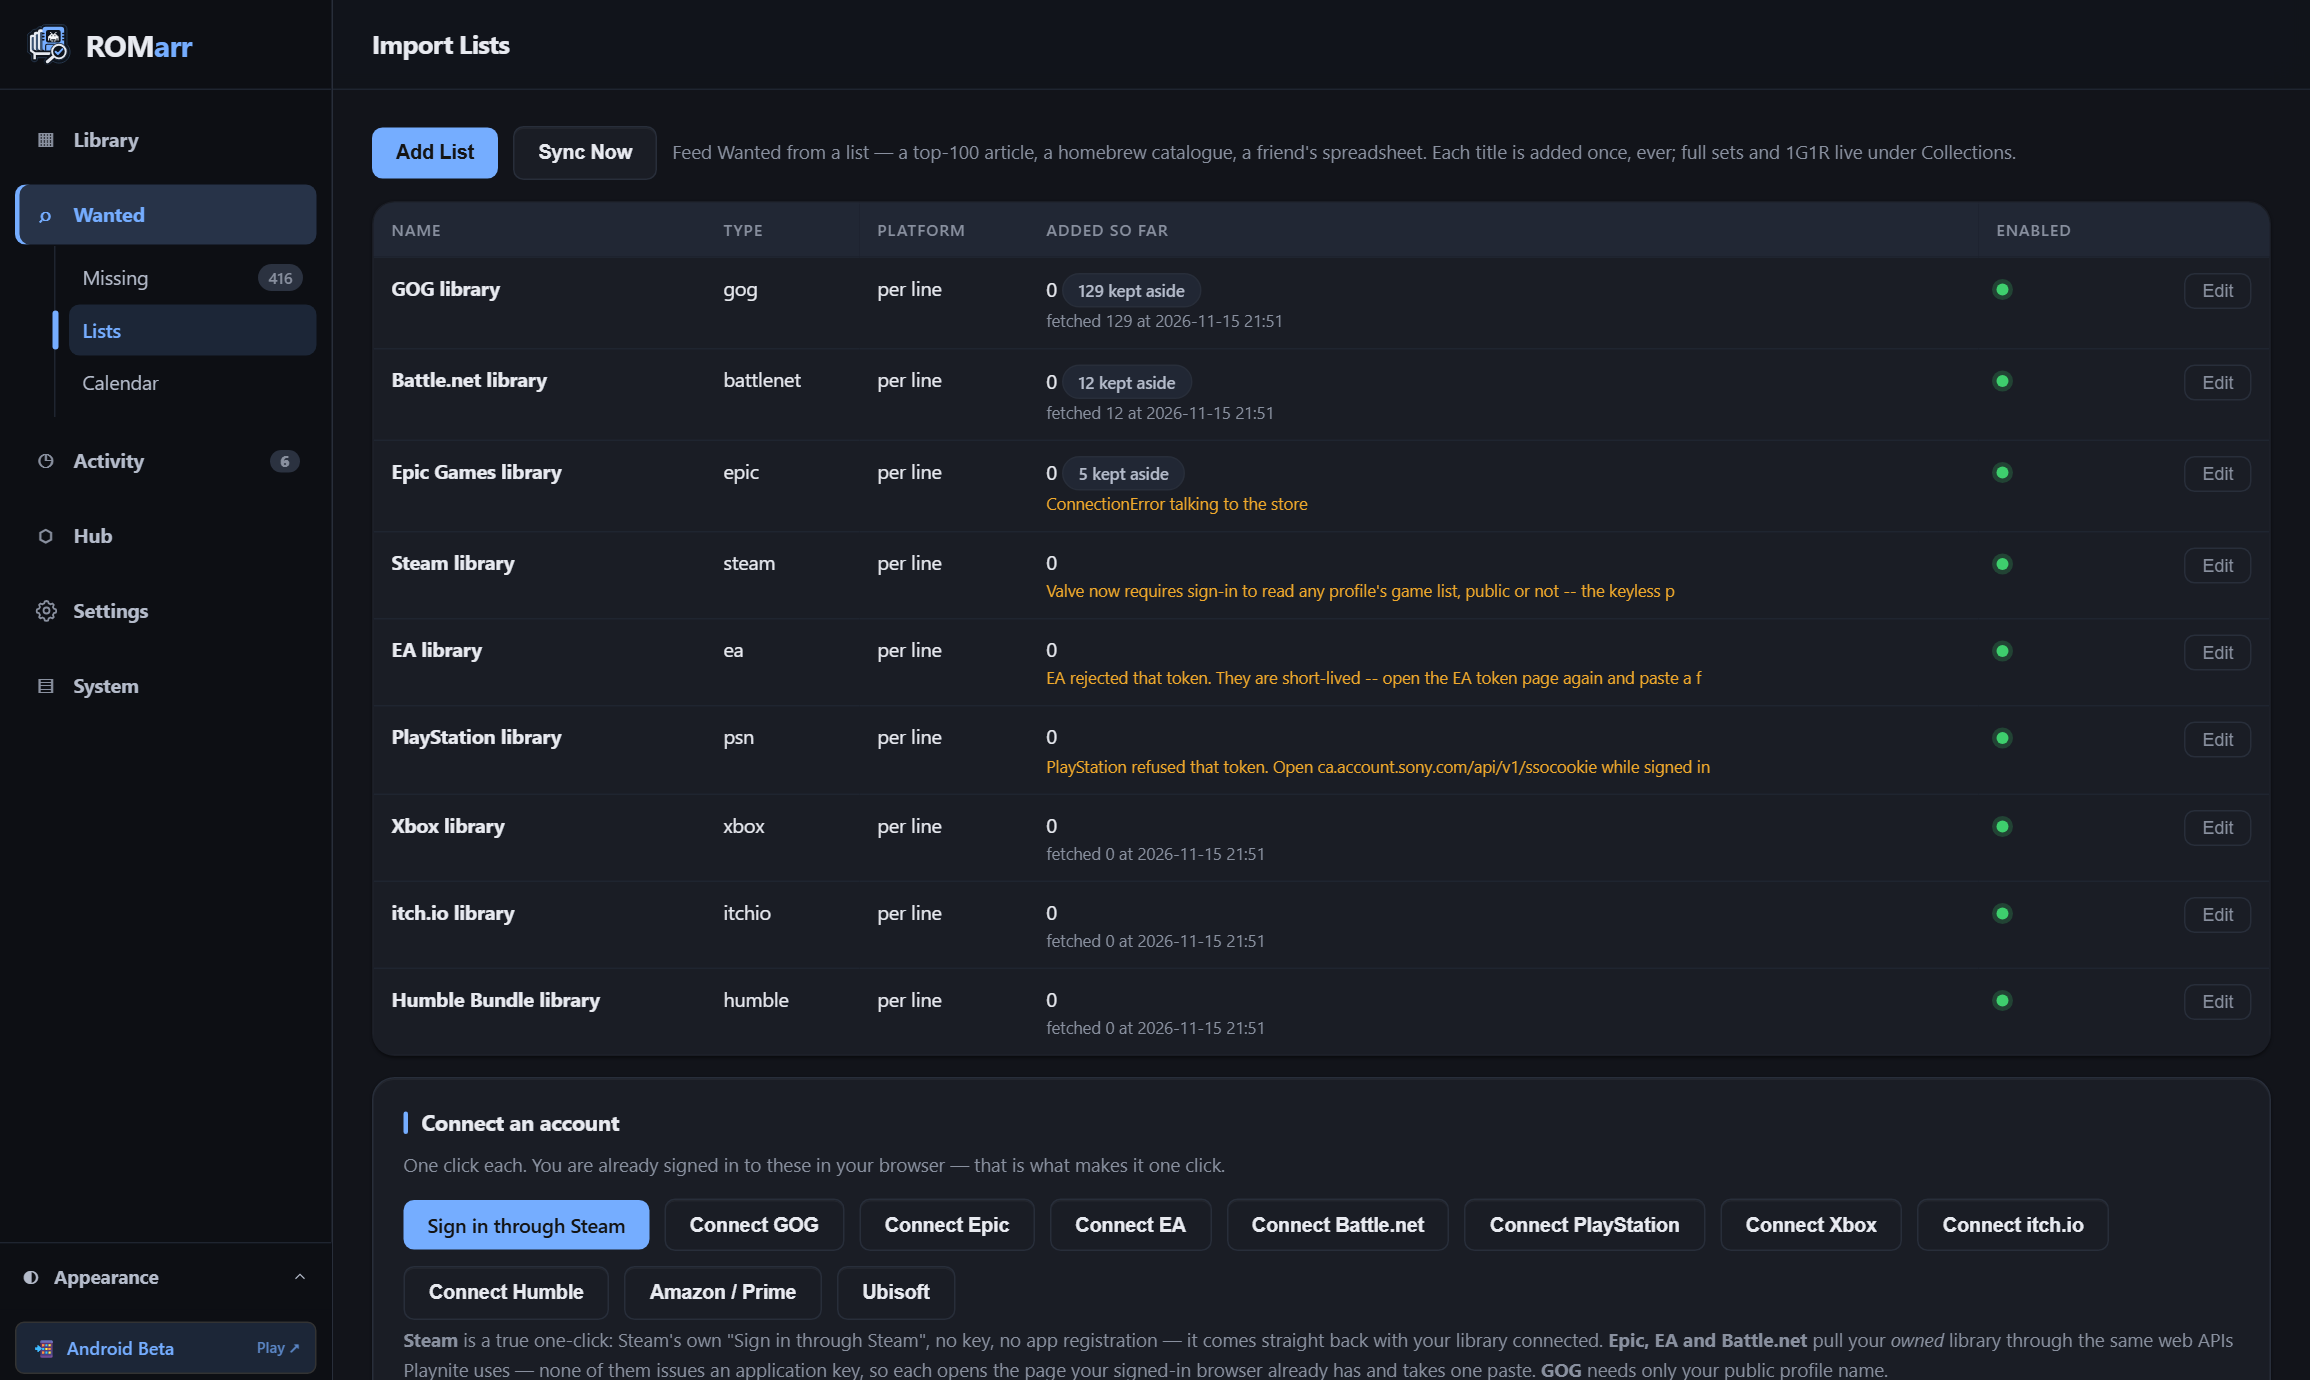 ROMarr
Import Lists
Library
Wanted
Missing 416
Lists
Calendar
Activity 6
Hub
Settings
System
Appearance
Android Beta Play ↗
Add List Sync Now Feed Wanted from a list — a top-100 article, a homebrew catalogue, a friend's spreadsheet. Each title is added once, ever; full sets and 1G1R live under Collections.
NAME TYPE PLATFORM ADDED SO FAR ENABLED
GOG library gog per line 0 129 kept aside Edit
fetched 129 at 2026-11-15 21:51
Battle.net library battlenet per line 0 12 kept aside Edit
fetched 12 at 2026-11-15 21:51
Epic Games library epic per line 0 5 kept aside Edit
ConnectionError talking to the store
Steam library steam per line 0 Edit
Valve now requires sign-in to read any profile's game list, public or not -- the keyless p
EA library ea per line 0 Edit
EA rejected that token. They are short-lived -- open the EA token page again and paste a f
PlayStation library psn per line 0 Edit
PlayStation refused that token. Open ca.account.sony.com/api/v1/ssocookie while signed in
Xbox library xbox per line 0 Edit
fetched 0 at 2026-11-15 21:51
itch.io library itchio per line 0 Edit
fetched 0 at 2026-11-15 21:51
Humble Bundle library humble per line 0 Edit
fetched 0 at 2026-11-15 21:51
Connect an account
One click each. You are already signed in to these in your browser — that is what makes it one click.
Sign in through Steam Connect GOG Connect Epic Connect EA Connect Battle.net Connect PlayStation Connect Xbox Connect itch.io
Connect Humble Amazon / Prime Ubisoft
Steam is a true one-click: Steam's own "Sign in through Steam", no key, no app registration — it comes straight back with your library connected. Epic, EA and Battle.net pull your owned library through the same web APIs
Playnite uses — none of them issues an application key, so each opens the page your signed-in browser already has and takes one paste. GOG needs only your public profile name.